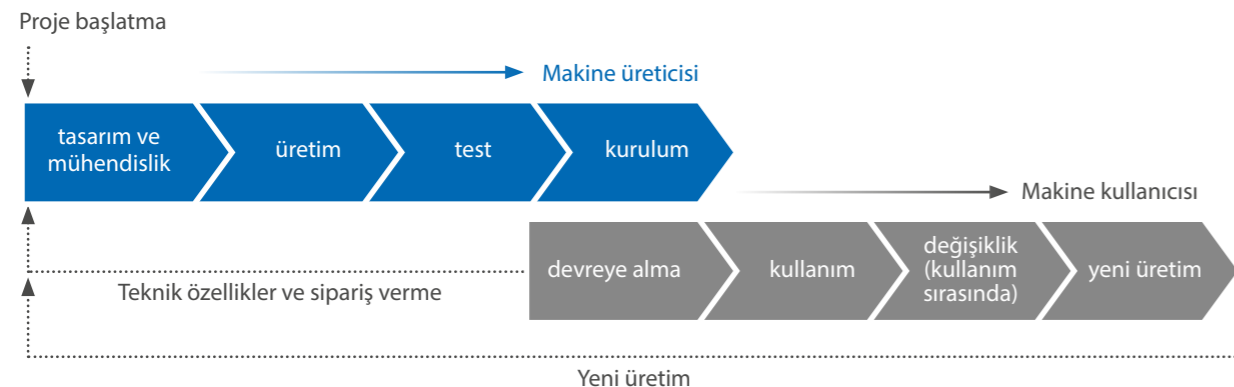 Proje başlatma
Makine üreticisi
tasarım ve
mühendislik
üretim
test
kurulum
Makine kullanıcısı
devreye alma
kullanım
değişiklik
(kullanım
sırasında)
yeni üretim
Teknik özellikler ve sipariş verme
Yeni üretim